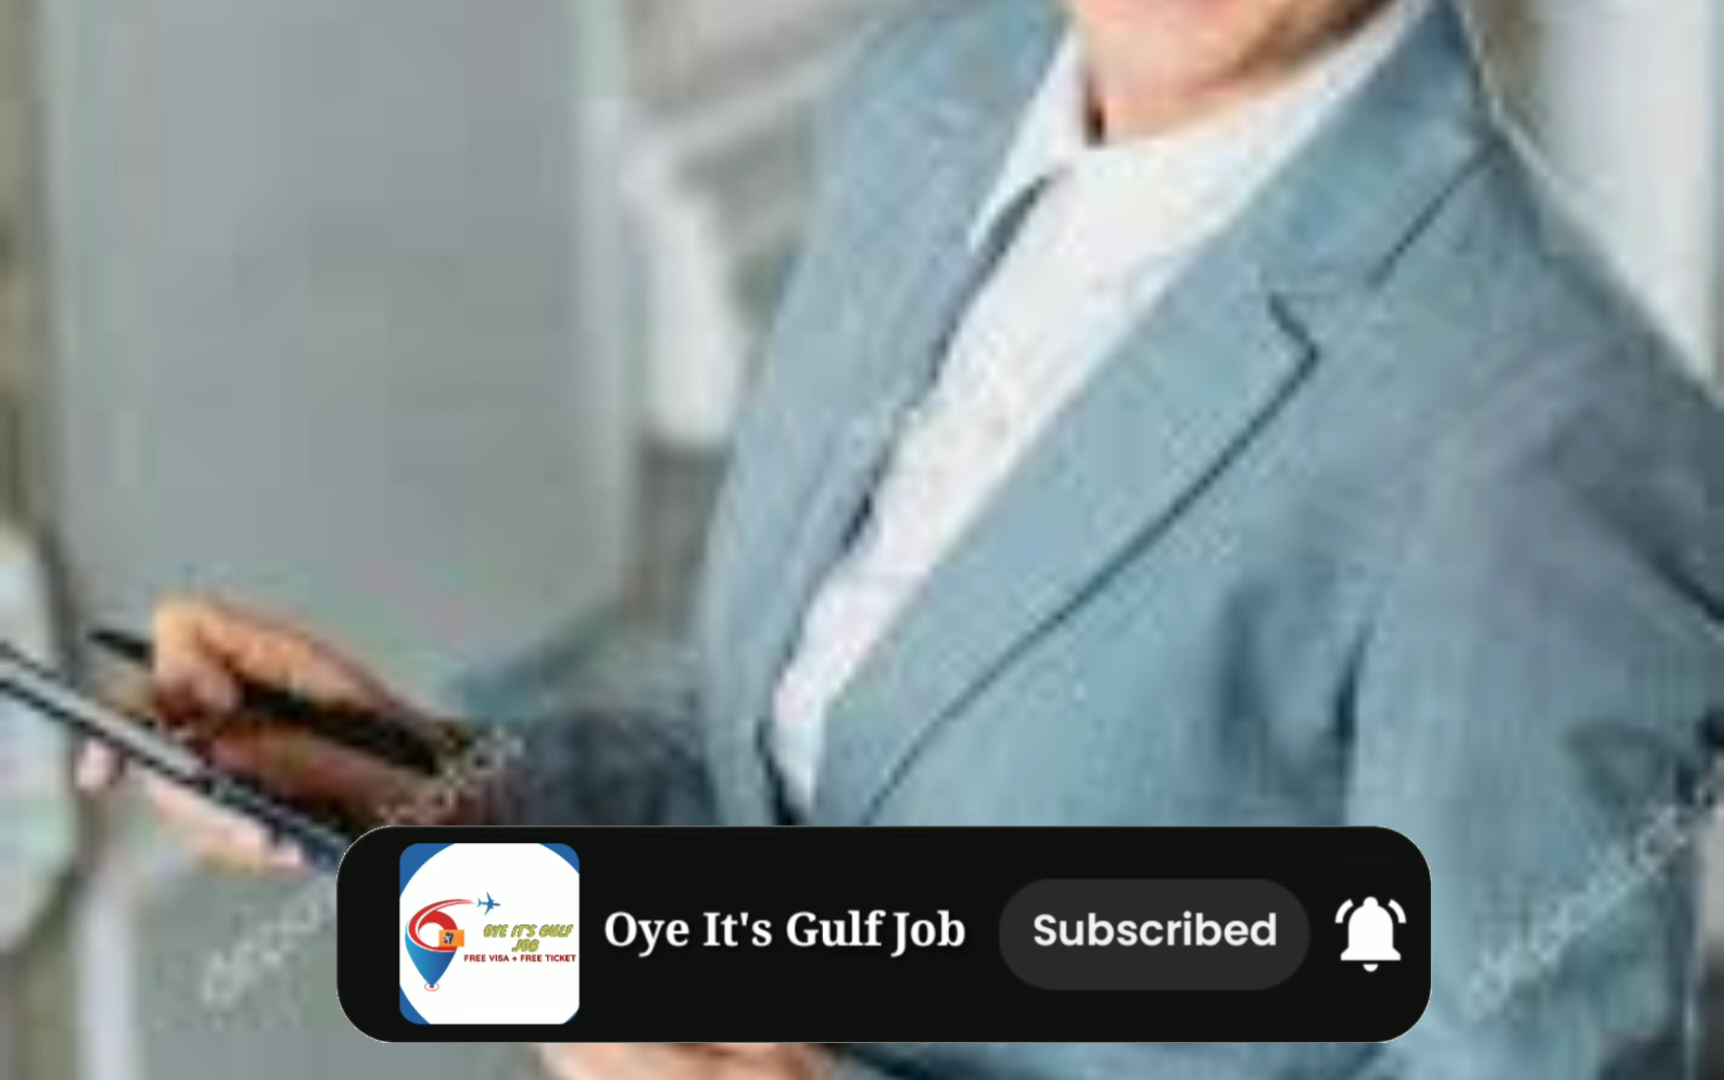 OYE IT'S GULF
JOB
FREE VISA + FREE TICKET
Oye It's Gulf Job
Subscribed